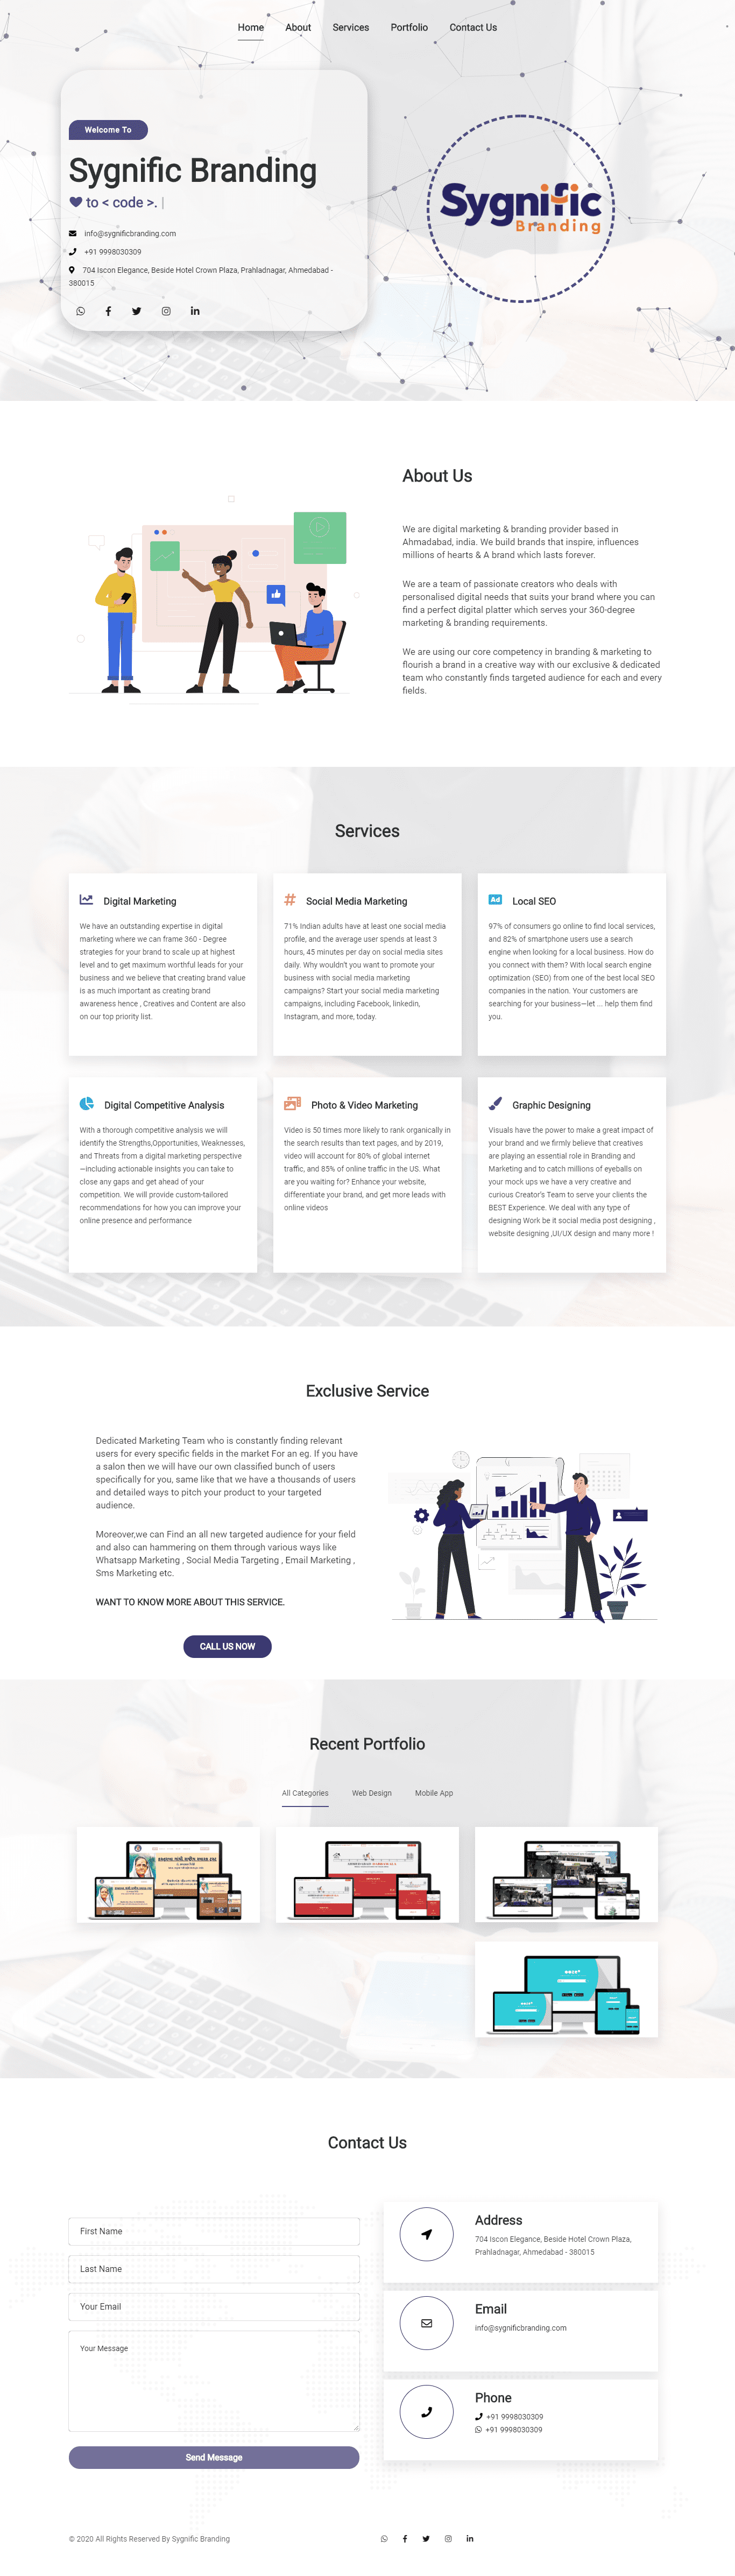 Home About Services Portfolio Contact Us
Welcome To
Sygnific Branding
to < code >. |
info@sygnificbranding.com
+91 9998030309
704 Iscon Elegance, Beside Hotel Crown Plaza, Prahladnagar, Ahmedabad -
380015
Sygnific
Branding
About Us
We are digital marketing & branding provider based in
Ahmadabad, india. We build brands that inspire, influences
millions of hearts & A brand which lasts forever.
We are a team of passionate creators who deals with
personalised digital needs that suits your brand where you can
find a perfect digital platter which serves your 360-degree
marketing & branding requirements.
We are using our core competency in branding & marketing to
flourish a brand in a creative way with our exclusive & dedicated
team who constantly finds targeted audience for each and every
fields.
Services
Digital Marketing
We have an outstanding expertise in digital
marketing where we can frame 360 - Degree
strategies for your brand to scale up at highest
level and to get maximum worthful leads for your
business and we believe that creating brand value
is as much important as creating brand
awareness hence , Creatives and Content are also
on our top priority list.
Social Media Marketing
71% Indian adults have at least one social media
profile, and the average user spends at least 3
hours, 45 minutes per day on social media sites
daily. Why wouldn't you want to promote your
business with social media marketing
campaigns? Start your social media marketing
campaigns, including Facebook, linkedin,
Instagram, and more, today.
Ad
Local SEO
97% of consumers go online to find local services,
and 82% of smartphone users use a search
engine when looking for a local business. How do
you connect with them? With local search engine
optimization (SEO) from one of the best local SEO
companies in the nation. Your customers are
searching for your business—let ... help them find
you.
Digital Competitive Analysis
With a thorough competitive analysis we will
identify the Strengths,Opportunities, Weaknesses,
and Threats from a digital marketing perspective
—including actionable insights you can take to
close any gaps and get ahead of your
competition. We will provide custom-tailored
recommendations for how you can improve your
online presence and performance
Photo & Video Marketing
Video is 50 times more likely to rank organically in
the search results than text pages, and by 2019,
video will account for 80% of global internet
traffic, and 85% of online traffic in the US. What
are you waiting for? Enhance your website,
differentiate your brand, and get more leads with
online videos
Graphic Designing
Visuals have the power to make a great impact of
your brand and we firmly believe that creatives
are playing an essential role in Branding and
Marketing and to catch millions of eyeballs on
your mock ups we have a very creative and
curious Creator's Team to serve your clients the
BEST Experience. We deal with any type of
designing Work be it social media post designing ,
website designing ,UI/UX design and many more !
Exclusive Service
Dedicated Marketing Team who is constantly finding relevant
users for every specific fields in the market For an eg. If you have
a salon then we will have our own classified bunch of users
specifically for you, same like that we have a thousands of users
and detailed ways to pitch your product to your targeted
audience.
Moreover,we can Find an all new targeted audience for your field
and also can hammering on them through various ways like
Whatsapp Marketing , Social Media Targeting , Email Marketing ,
Sms Marketing etc.
WANT TO KNOW MORE ABOUT THIS SERVICE.
CALL US NOW
Recent Portfolio
All Categories Web Design Mobile App
Contact Us
First Name
Last Name
Your Email
Your Message
Send Message
Address
704 Iscon Elegance, Beside Hotel Crown Plaza,
Prahladnagar, Ahmedabad - 380015
Email
info@sygnificbranding.com
Phone
+91 9998030309
+91 9998030309
© 2020 All Rights Reserved By Sygnific Branding